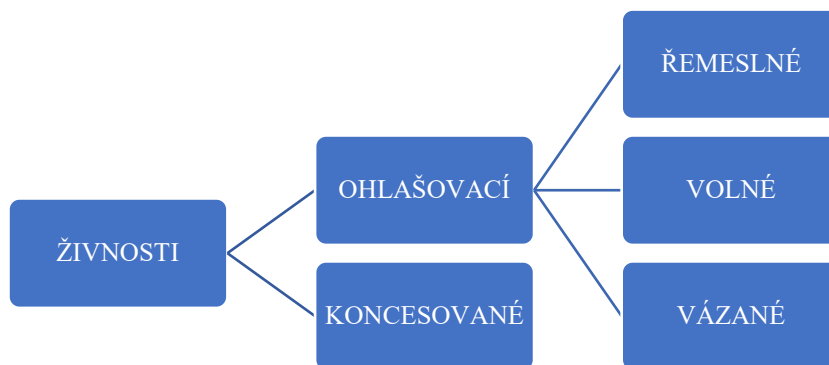 ŽIVNOSTI
OHLAŠOVACÍ
KONCESOVANÉ
ŘEMESLNÉ
VOLNÉ
VÁZANÉ